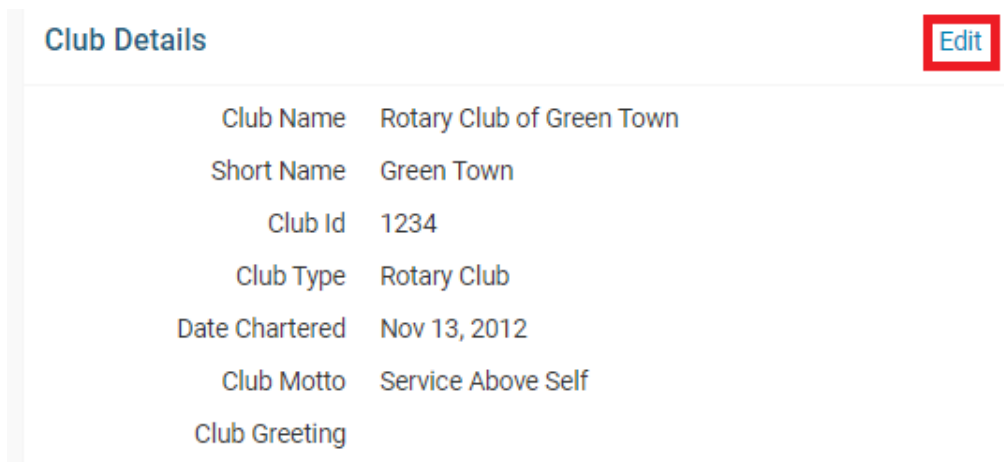 Club Details Edit
Club Name Rotary Club of Green Town
Short Name Green Town
Club Id 1234
Club Type Rotary Club
Date Chartered Nov 13, 2012
Club Motto Service Above Self
Club Greeting